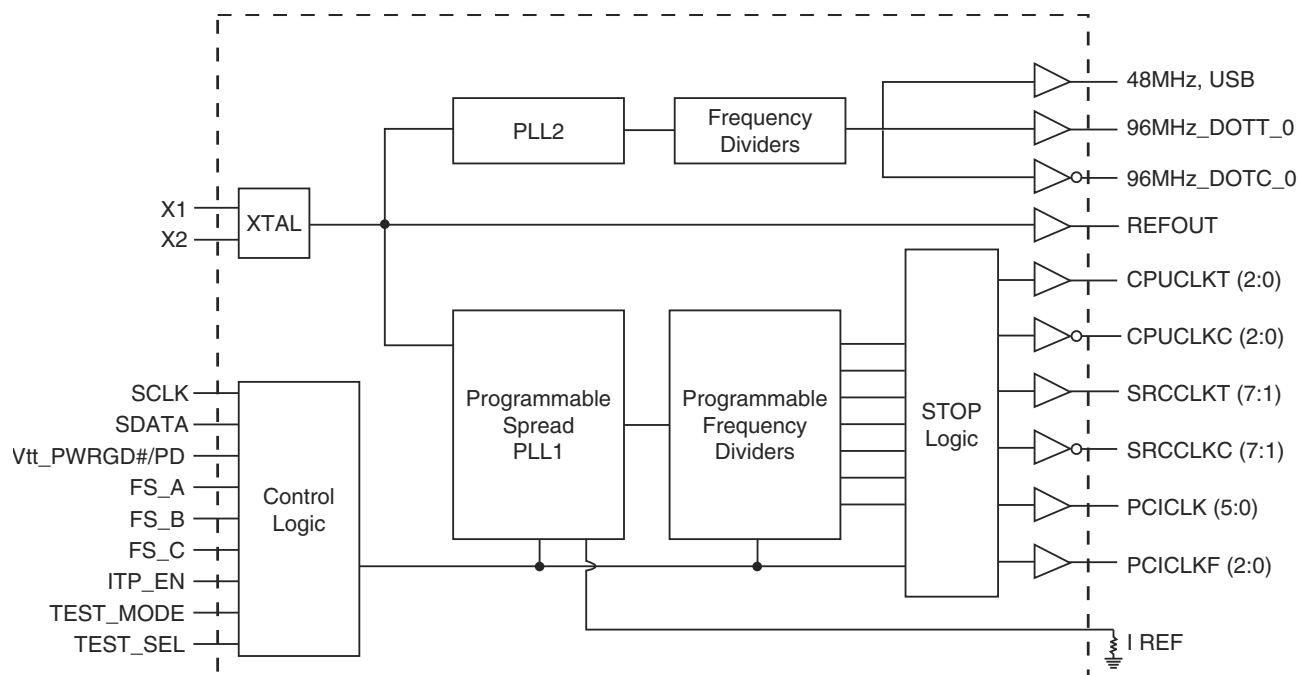 48MHz, USB
PLL2
Frequency
Dividers
96MHz_DOTT_0
96MHz_DOTC_0
X1
X2
XTAL
REFOUT
CPUCLKT (2:0)
CPUCLKC (2:0)
SRCCLKT (7:1)
SRCCLKC (7:1)
PCICLK (5:0)
PCICLKF (2:0)
Programmable
Spread
PLL1
Programmable
Frequency
Dividers
STOP
Logic
SCLK
SDATA
Vtt_PWRGD#/PD
FS_A
FS_B
FS_C
ITP_EN
TEST_MODE
TEST_SEL
Control
Logic
I REF